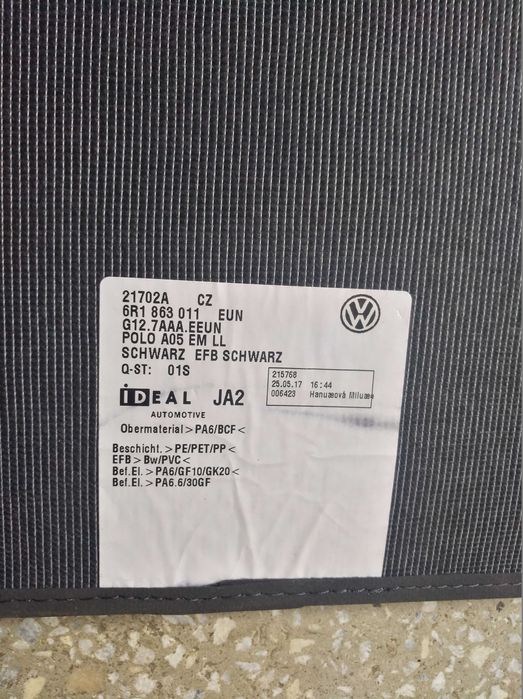 21702A CZ
6R1 863 011 EUN
G12.7AAA.EEUN
POLO A05 EM LL
SCHWARZ EFB SCHWARZ
Q-ST: 01S
iDEAL JA2
AUTOMOTIVE
215768
25.05.17 16:44
006423 Hanuæová Miluæ
Obermaterial>PA6/BCF<
Beschicht.>PE/PET/PP<
EFB>Bw/PVC<
Bef.El.>PA6/GF10/GK20<
Bef.El.>PA6.6/30GF